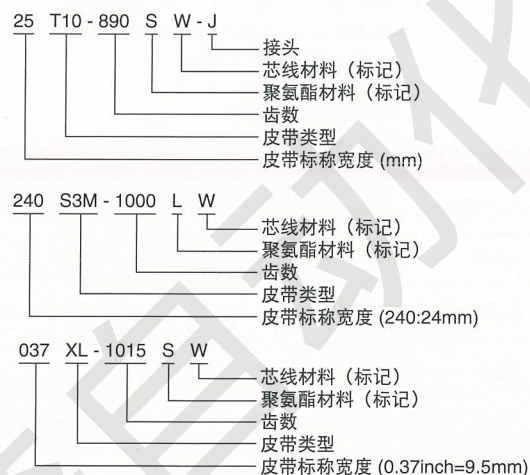 25 T10 - 890 S W - J
接头
芯线材料（标记）
聚氨酯材料（标记）
齿数
皮带类型
皮带标称宽度 (mm)
240 S3M - 1000 L W
芯线材料（标记）
聚氨酯材料（标记）
齿数
皮带类型
皮带标称宽度 (240:24mm)
037 XL - 1015 S W
芯线材料（标记）
聚氨酯材料（标记）
齿数
皮带类型
皮带标称宽度 (0.37inch=9.5mm)
自动化